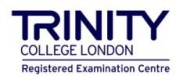 TRINITY
COLLEGE LONDON
Registered Examination Centre